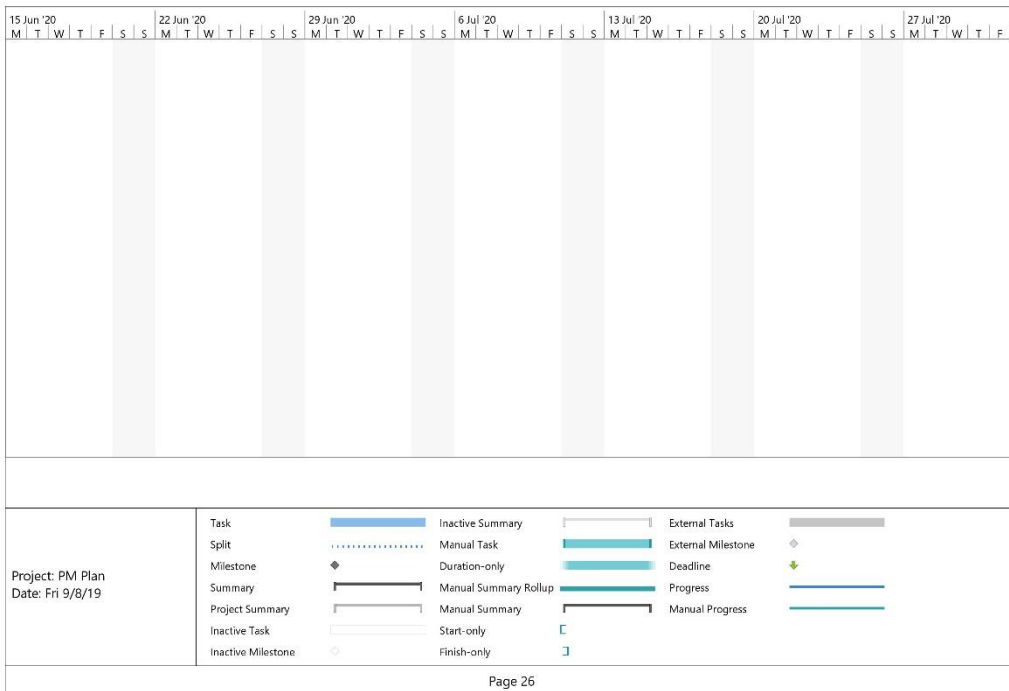 15 Jun '20 22 Jun '20 29 Jun '20 6 Jul '20 13 Jul '20 20 Jul '20 27 Jul '20
M T W T F S S M T W T F S S M T W T F S S M T W T F S S M T W T F S S M T W T F S S M T W T F
Project: PM Plan
Date: Fri 9/8/19
Task Inactive Summary External Tasks
Split Manual Task External Milestone
Milestone Duration-only Deadline
Summary Manual Summary Rollup Progress
Project Summary Manual Summary Manual Progress
Inactive Task Start-only
Inactive Milestone Finish-only
Page 26